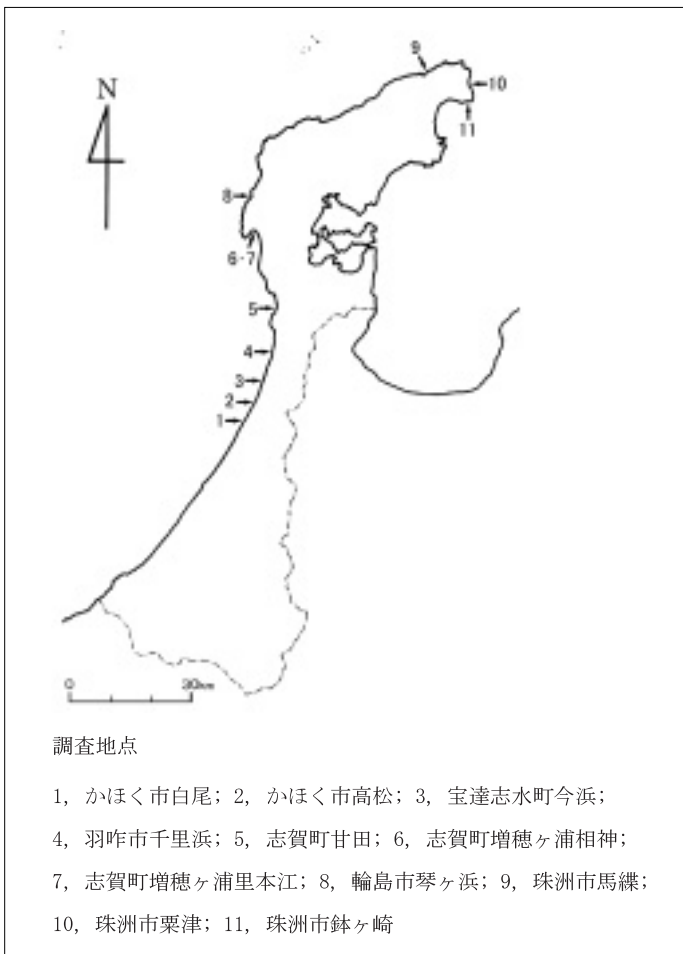 9
N
10
11
8
6・7
5
4
3
2
1
0 30km
調査地点
1, かほく市白尾; 2, かほく市高松; 3, 宝達志水町今浜;
4, 羽咋市千里浜; 5, 志賀町甘田; 6, 志賀町増穂ヶ浦相神;
7, 志賀町増穂ヶ浦里本江; 8, 輪島市琴ヶ浜; 9, 珠洲市馬緤;
10, 珠洲市粟津; 11, 珠洲市鉢ヶ崎